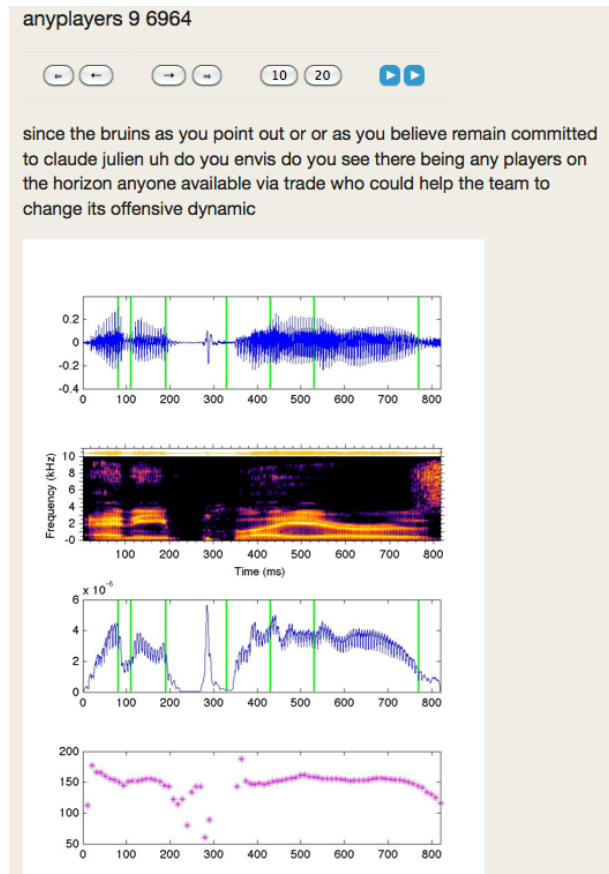 anyplayers 9 6964
⇐ ← → ⇒ 10 20
since the bruins as you point out or or as you believe remain committed
to claude julien uh do you envis do you see there being any players on
the horizon anyone available via trade who could help the team to
change its offensive dynamic
0.2
0
-0.2
-0.4
0 100 200 300 400 500 600 700 800
Frequency (kHz)
10
8
6
4
2
-0
100 200 300 400 500 600 700 800
Time (ms)
x 10-6
6
4
2
0
0 100 200 300 400 500 600 700 800
200
150
100
50
0 100 200 300 400 500 600 700 800